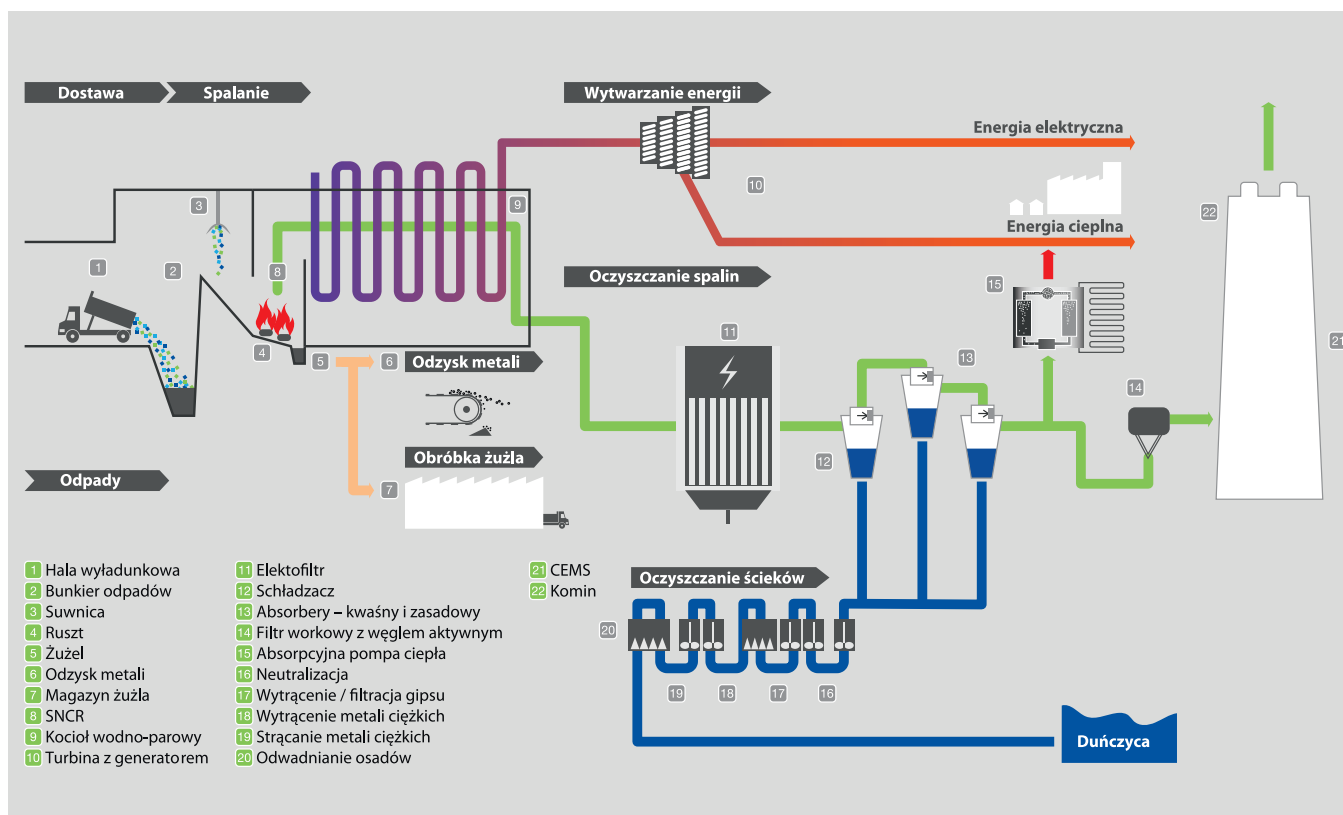 Dostawa
Spalanie
Wytwarzanie energii
Energia elektryczna
10
Energia cieplna
3
9
22
1
2
8
Oczyszczanie spalin
15
11
21
4
5
6
Odzysk metali
13
14
Obróbka żużla
12
Odpady
7
1 Hala wyładunkowa
2 Bunkier odpadów
3 Suwnica
4 Ruszt
5 Żużel
6 Odzysk metali
7 Magazyn żużla
8 SNCR
9 Kocioł wodno-parowy
10 Turbina z generatorem
11 Elektofiltr
12 Schładzacz
13 Absorbery – kwaśny i zasadowy
14 Filtr workowy z węglem aktywnym
15 Absorpcyjna pompa ciepła
16 Neutralizacja
17 Wytrącenie / filtracja gipsu
18 Wytrącenie metali ciężkich
19 Strącanie metali ciężkich
20 Odwadnianie osadów
21 CEMS
22 Komin
Oczyszczanie ścieków
20
19
18
17
16
Duńczyca